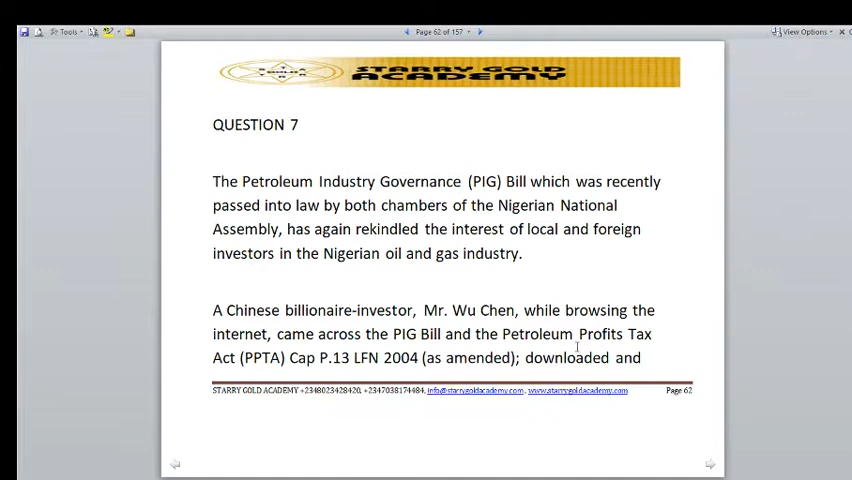 Tools
Page 62 of 157
View Options
STARRY GOLD
ACADEMY
QUESTION 7
The Petroleum Industry Governance (PIG) Bill which was recently
passed into law by both chambers of the Nigerian National
Assembly, has again rekindled the interest of local and foreign
investors in the Nigerian oil and gas industry.
A Chinese billionaire-investor, Mr. Wu Chen, while browsing the
internet, came across the PIG Bill and the Petroleum Profits Tax
Act (PPTA) Cap P.13 LFN 2004 (as amended); downloaded and
STARRY GOLD ACADEMY +2348023428420, +2347038174484, info@starrygoldacademy.com, www.starrygoldacademy.com Page 62